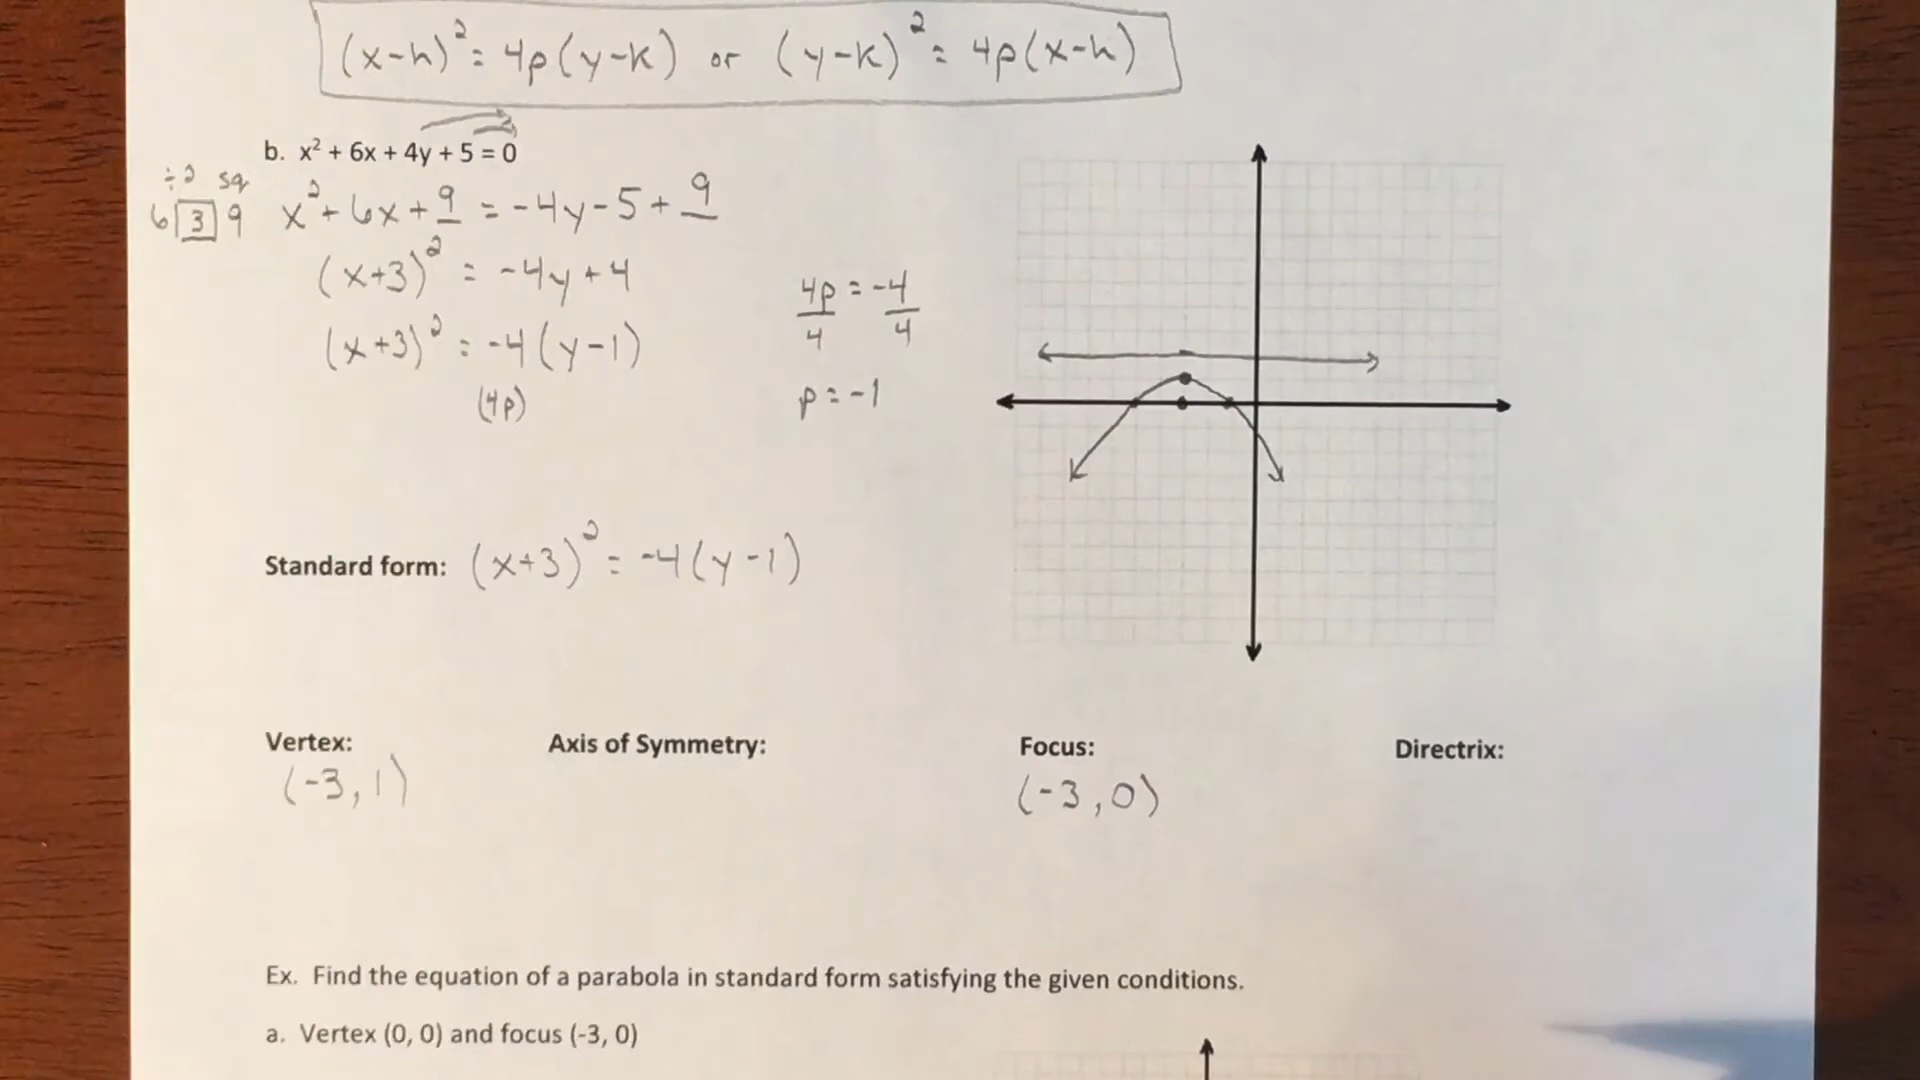 (x-h)² = 4p(y-k) or (y-k)² = 4p(x-h)
b. x² + 6x + 4y + 5 = 0
÷2 sq
6 3 9 x² + 6x + 9 = -4y - 5 + 9
(x+3)² = -4y + 4
4p = -4
4 4
(x+3)² = -4(y-1)
(4p)
p = -1
Standard form: (x+3)² = -4(y-1)
Vertex: Axis of Symmetry: Focus: Directrix:
(-3, 1) (-3, 0)
Ex. Find the equation of a parabola in standard form satisfying the given conditions.
a. Vertex (0, 0) and focus (-3, 0)